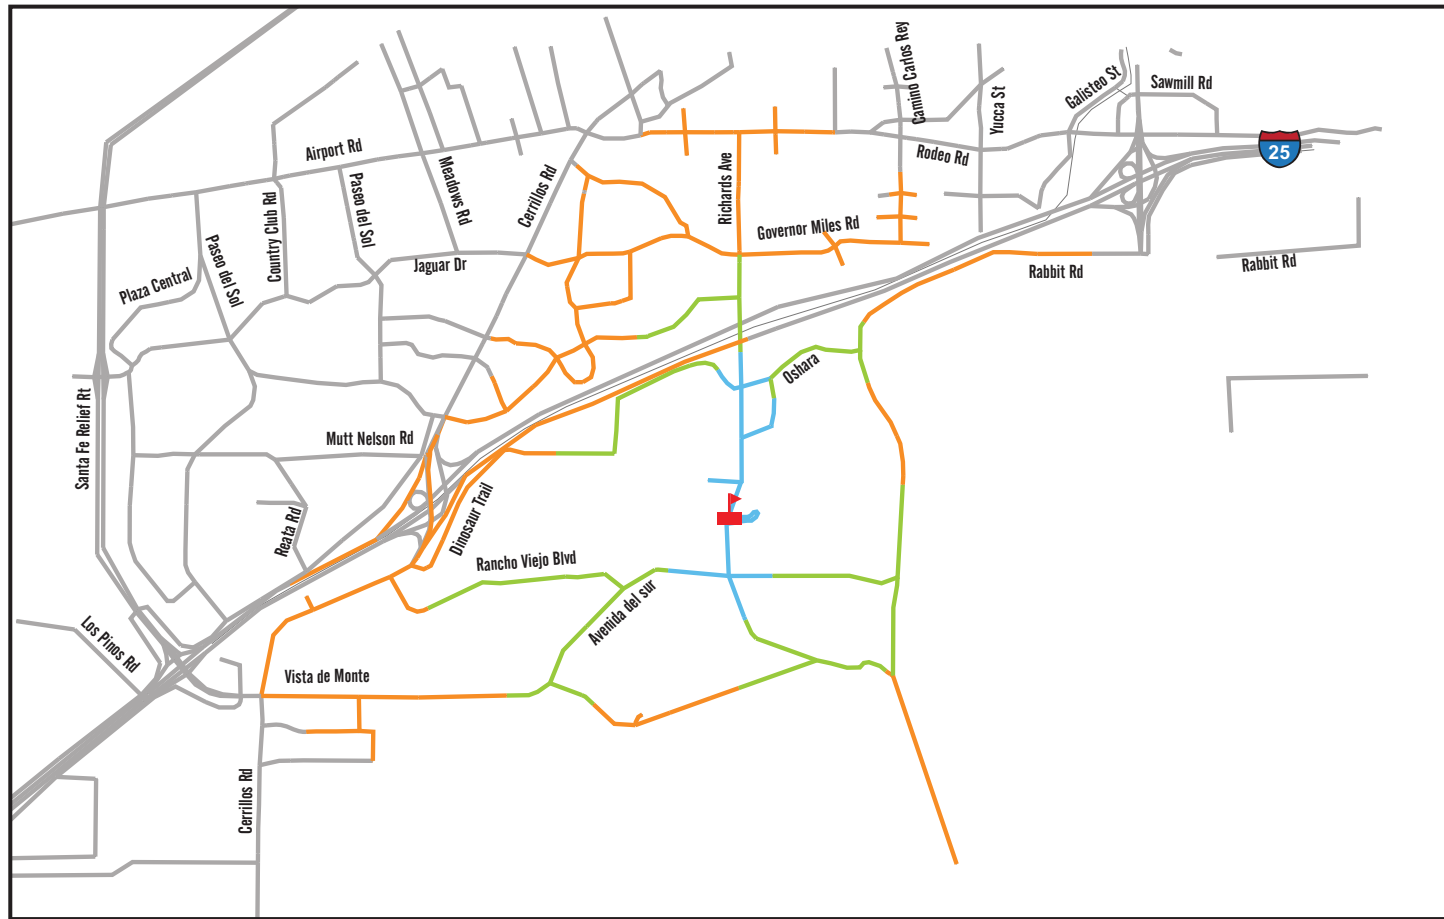 Camino Carlos Rey
Galisteo St
Sawmill Rd
Yucca St
25
Airport Rd
Rodeo Rd
Meadows Rd
Cerrillos Rd
Richards Ave
Paseo del Sol
Country Club Rd
Paseo del Sol
Governor Miles Rd
Jaguar Dr
Plaza Central
Rabbit Rd
Rabbit Rd
Oshara
Santa Fe Relief Rt
Mutt Nelson Rd
Reata Rd
Dinosaur Trail
Rancho Viejo Blvd
Avenida del sur
Los Pinos Rd
Vista de Monte
Cerrillos Rd